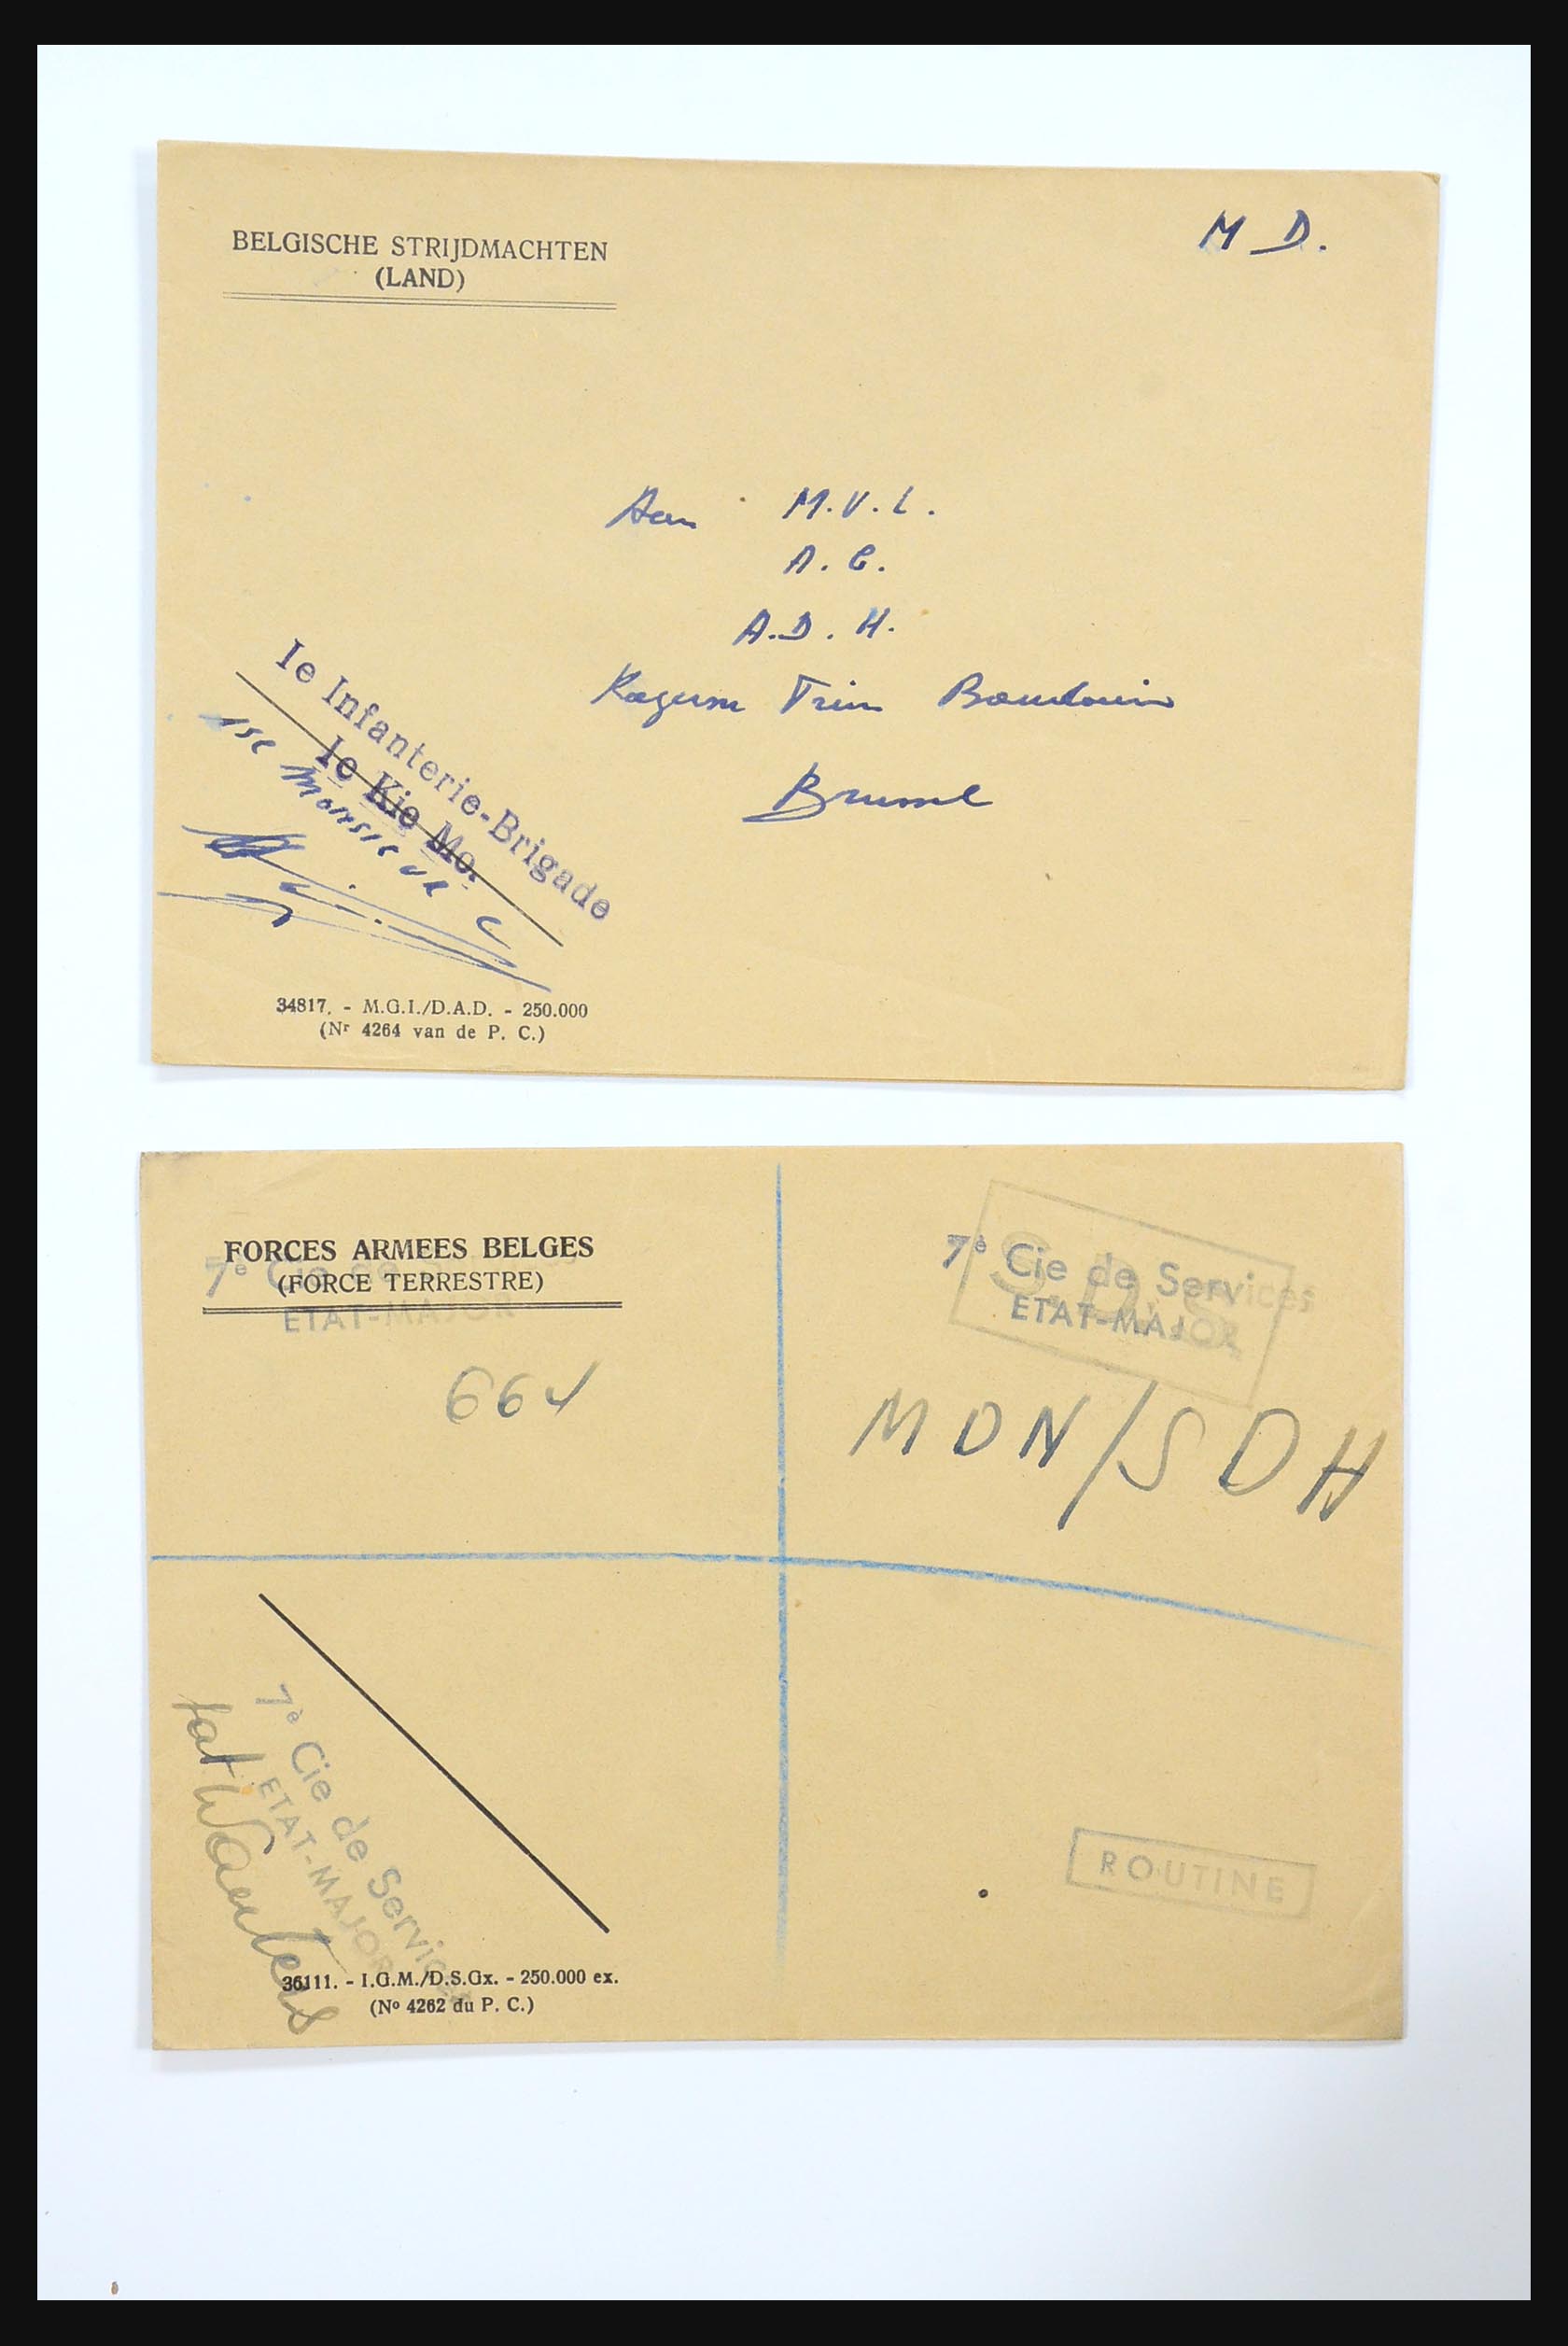 BELGISCHE STRIJDMACHTEN
(LAND)
M D.
Aan M.V.L.
A. G.
A.D. H.
Kazerne Prins Boudewin
Brussel
Ie Infanterie-Brigade
Ie Kie Mo.
34817. - M.G.I./D.A.D. - 250.000
(Nr 4264 van de P. C.)
FORCES ARMEES BELGES
(FORCE TERRESTRE)
7e Cie de Services
ETAT-MAJOR
7e Cie de Services
ETAT-MAJOR
S.D.S
664
MDN/SDH
7e Cie de Services
ETAT-MAJOR
Wauters
ROUTINE
36111. - I.G.M./D.S.Gx. - 250.000 ex.
(No 4262 du P. C.)